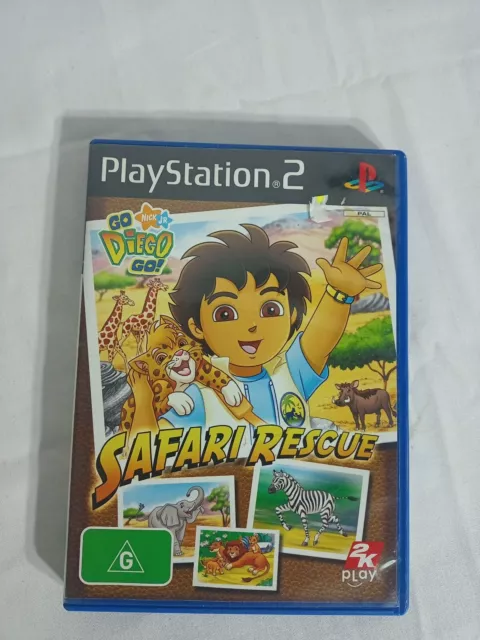 PlayStation®2
PAL
GO
NICK JR
DIEGO
GO!
SAFARI RESCUE
G
2K
PLAY